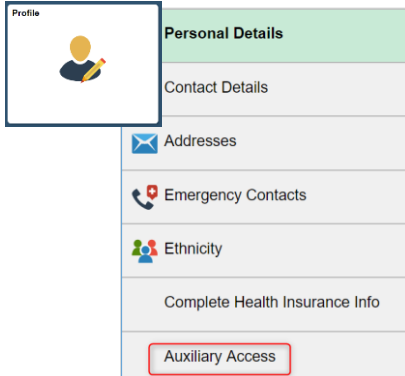 Profile
Personal Details
Contact Details
Addresses
Emergency Contacts
Ethnicity
Complete Health Insurance Info
Auxiliary Access